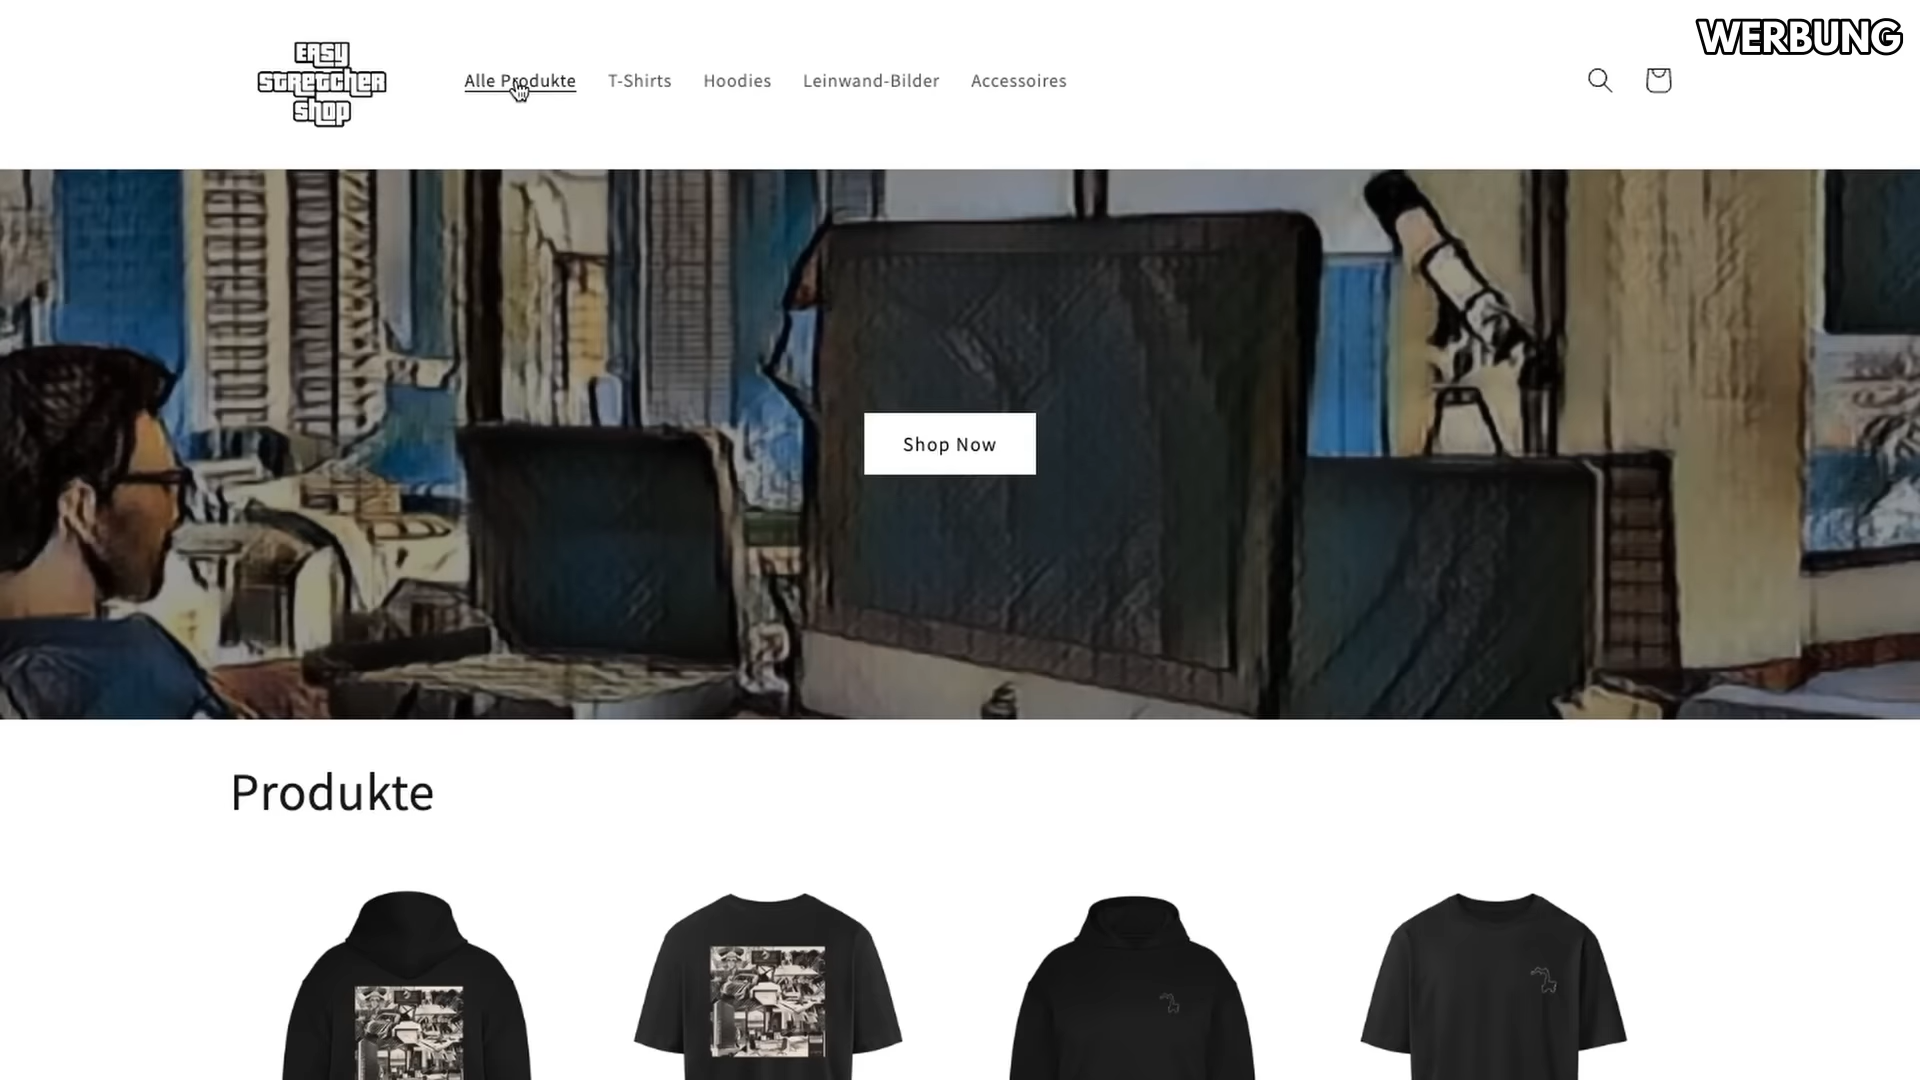 WERBUNG
EASY
STRETCHER
SHOP
Alle Produkte
T-Shirts
Hoodies
Leinwand-Bilder
Accessoires
Shop Now
Produkte